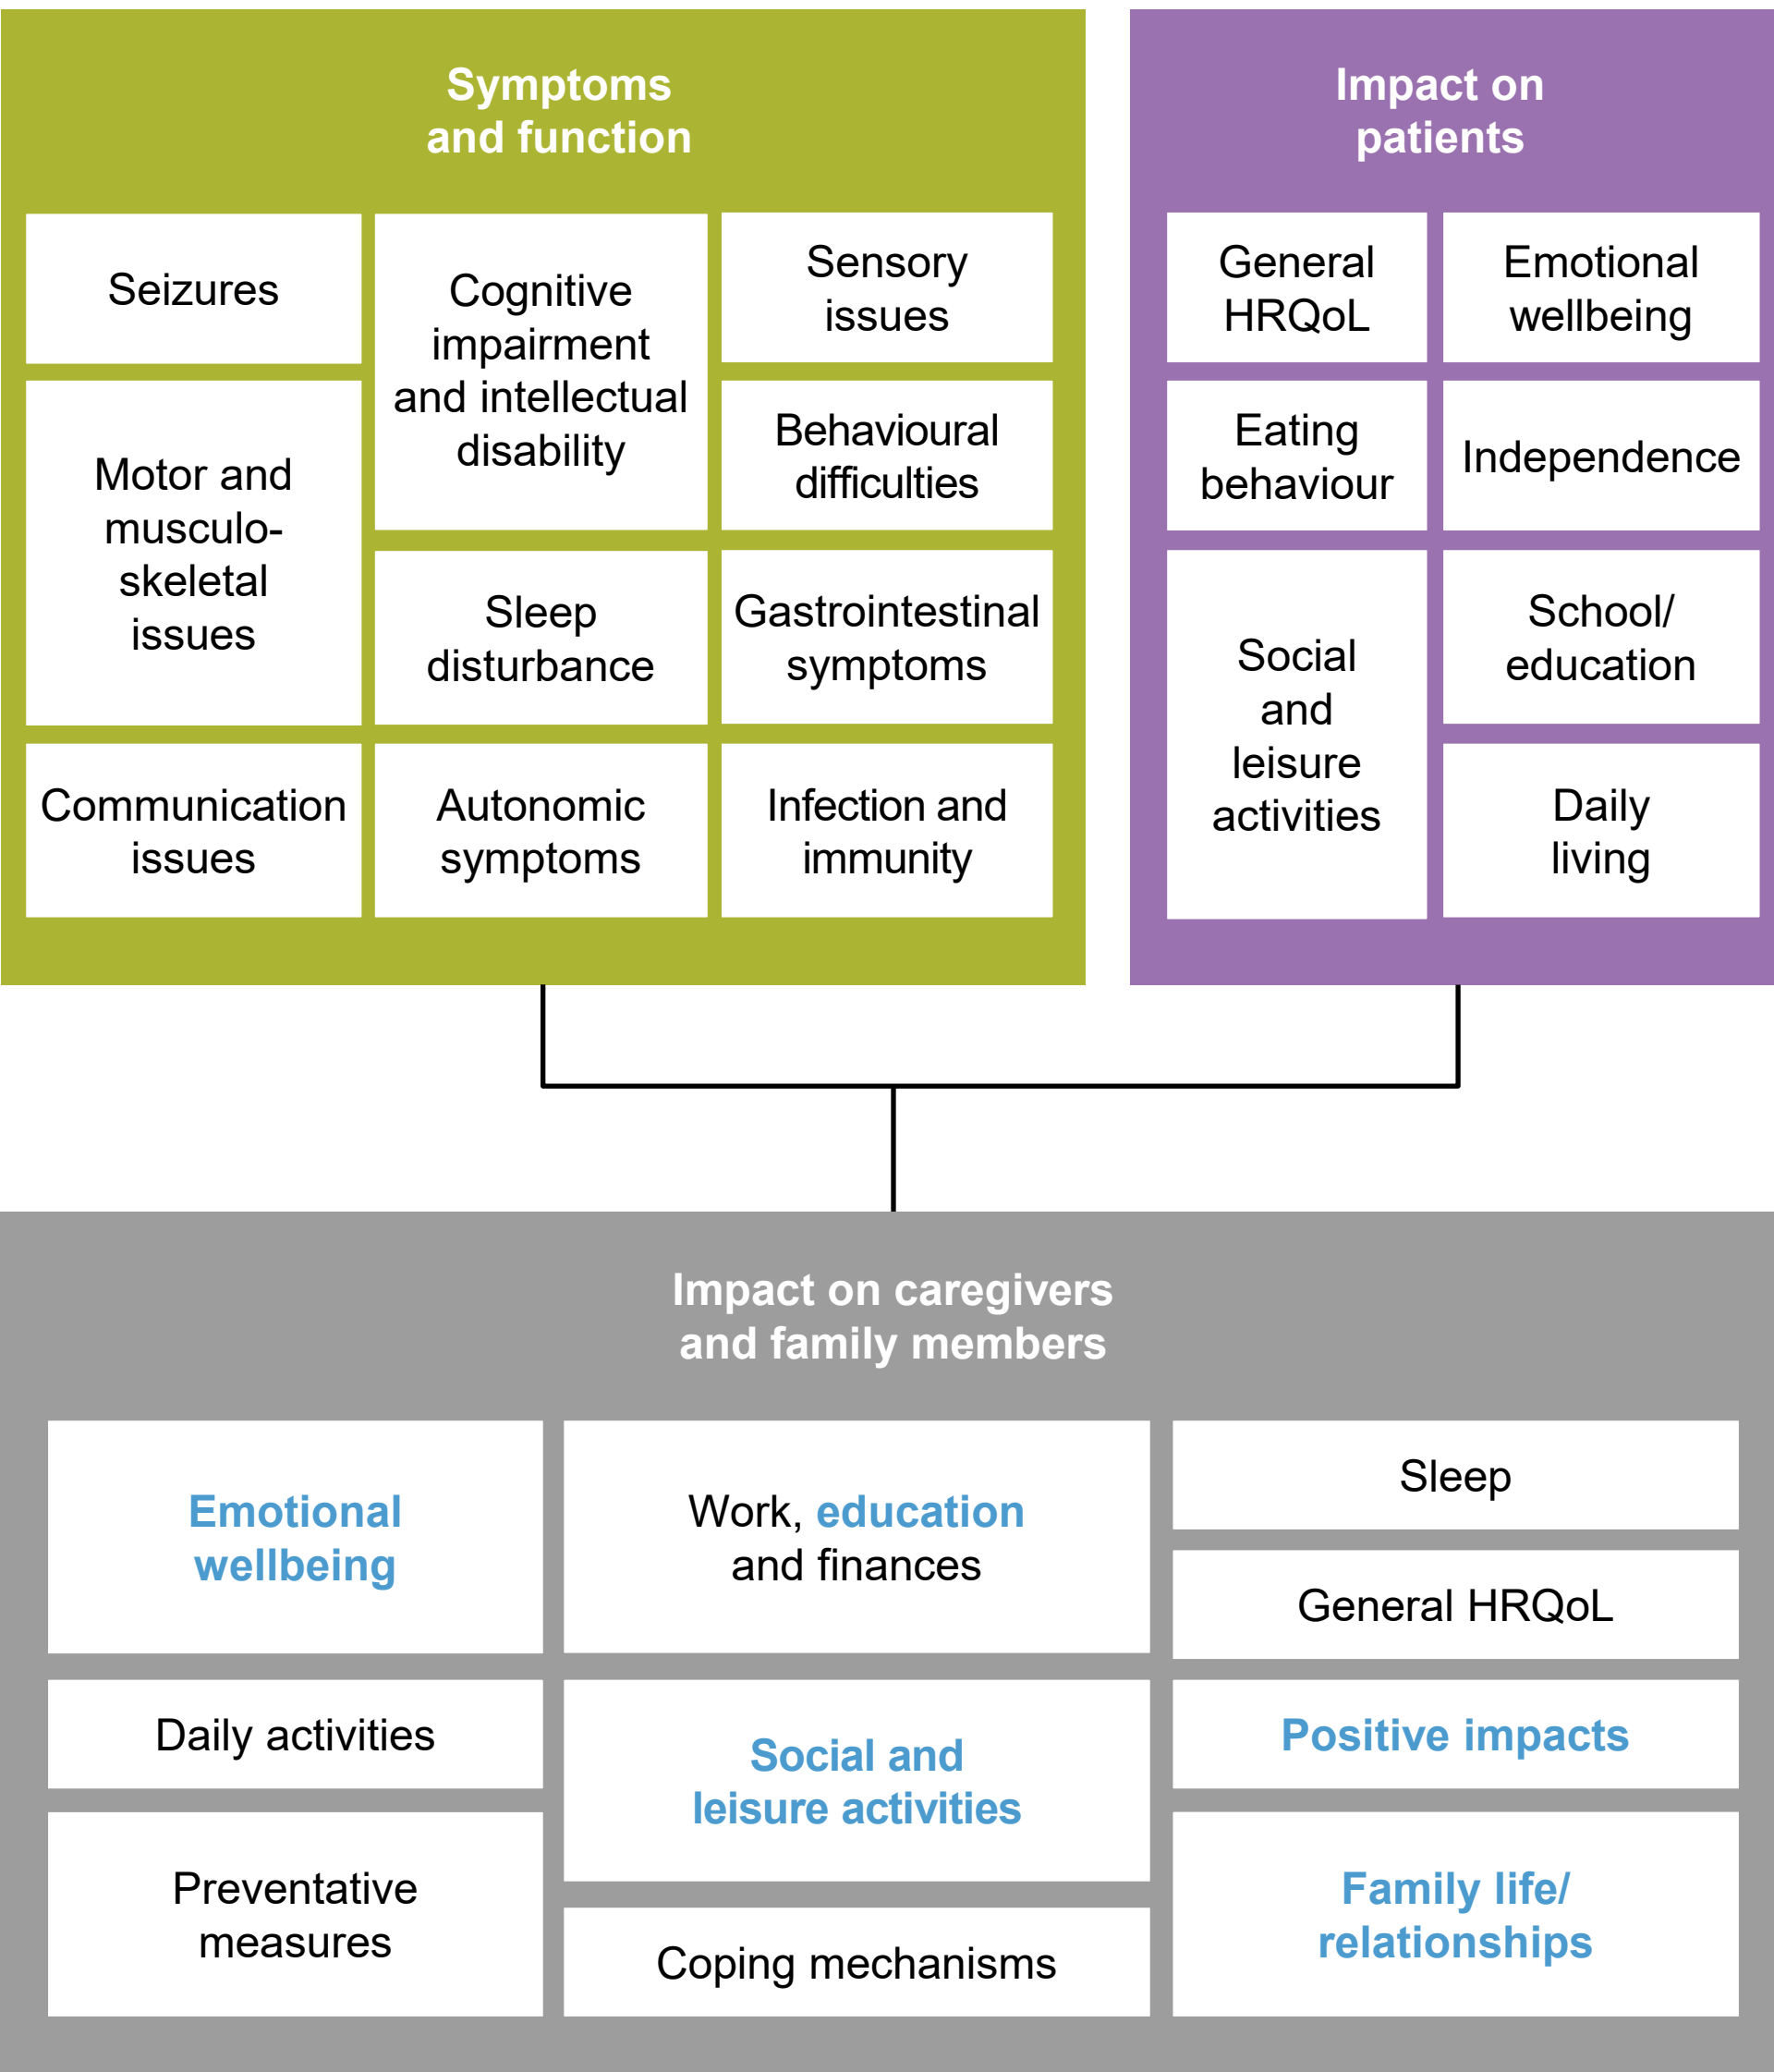 Symptoms
and function
Seizures
Motor and
musculo-
skeletal
issues
Communication
issues
Cognitive
impairment
and intellectual
disability
Sleep
disturbance
Autonomic
symptoms
Sensory
issues
Behavioural
difficulties
Gastrointestinal
symptoms
Infection and
immunity
Impact on
patients
General
HRQoL
Eating
behaviour
Social
and
leisure
activities
Emotional
wellbeing
Independence
School/
education
Daily
living
Impact on caregivers
and family members
Emotional
wellbeing
Daily activities
Preventative
measures
Work, education
and finances
Social and
leisure activities
Coping mechanisms
Sleep
General HRQoL
Positive impacts
Family life/
relationships